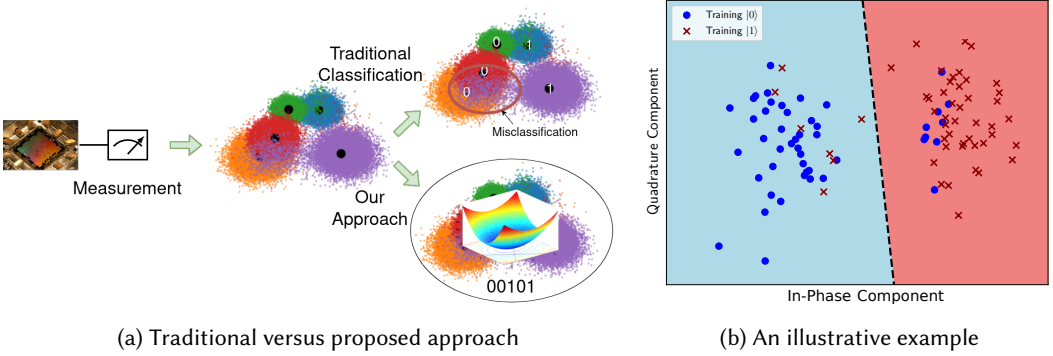 Measurement
Traditional
Classification
0
1
0
0
1
Misclassification
Our
Approach
00101
(a) Traditional versus proposed approach
Training |0⟩
Training |1⟩
Quadrature Component
In-Phase Component
(b) An illustrative example